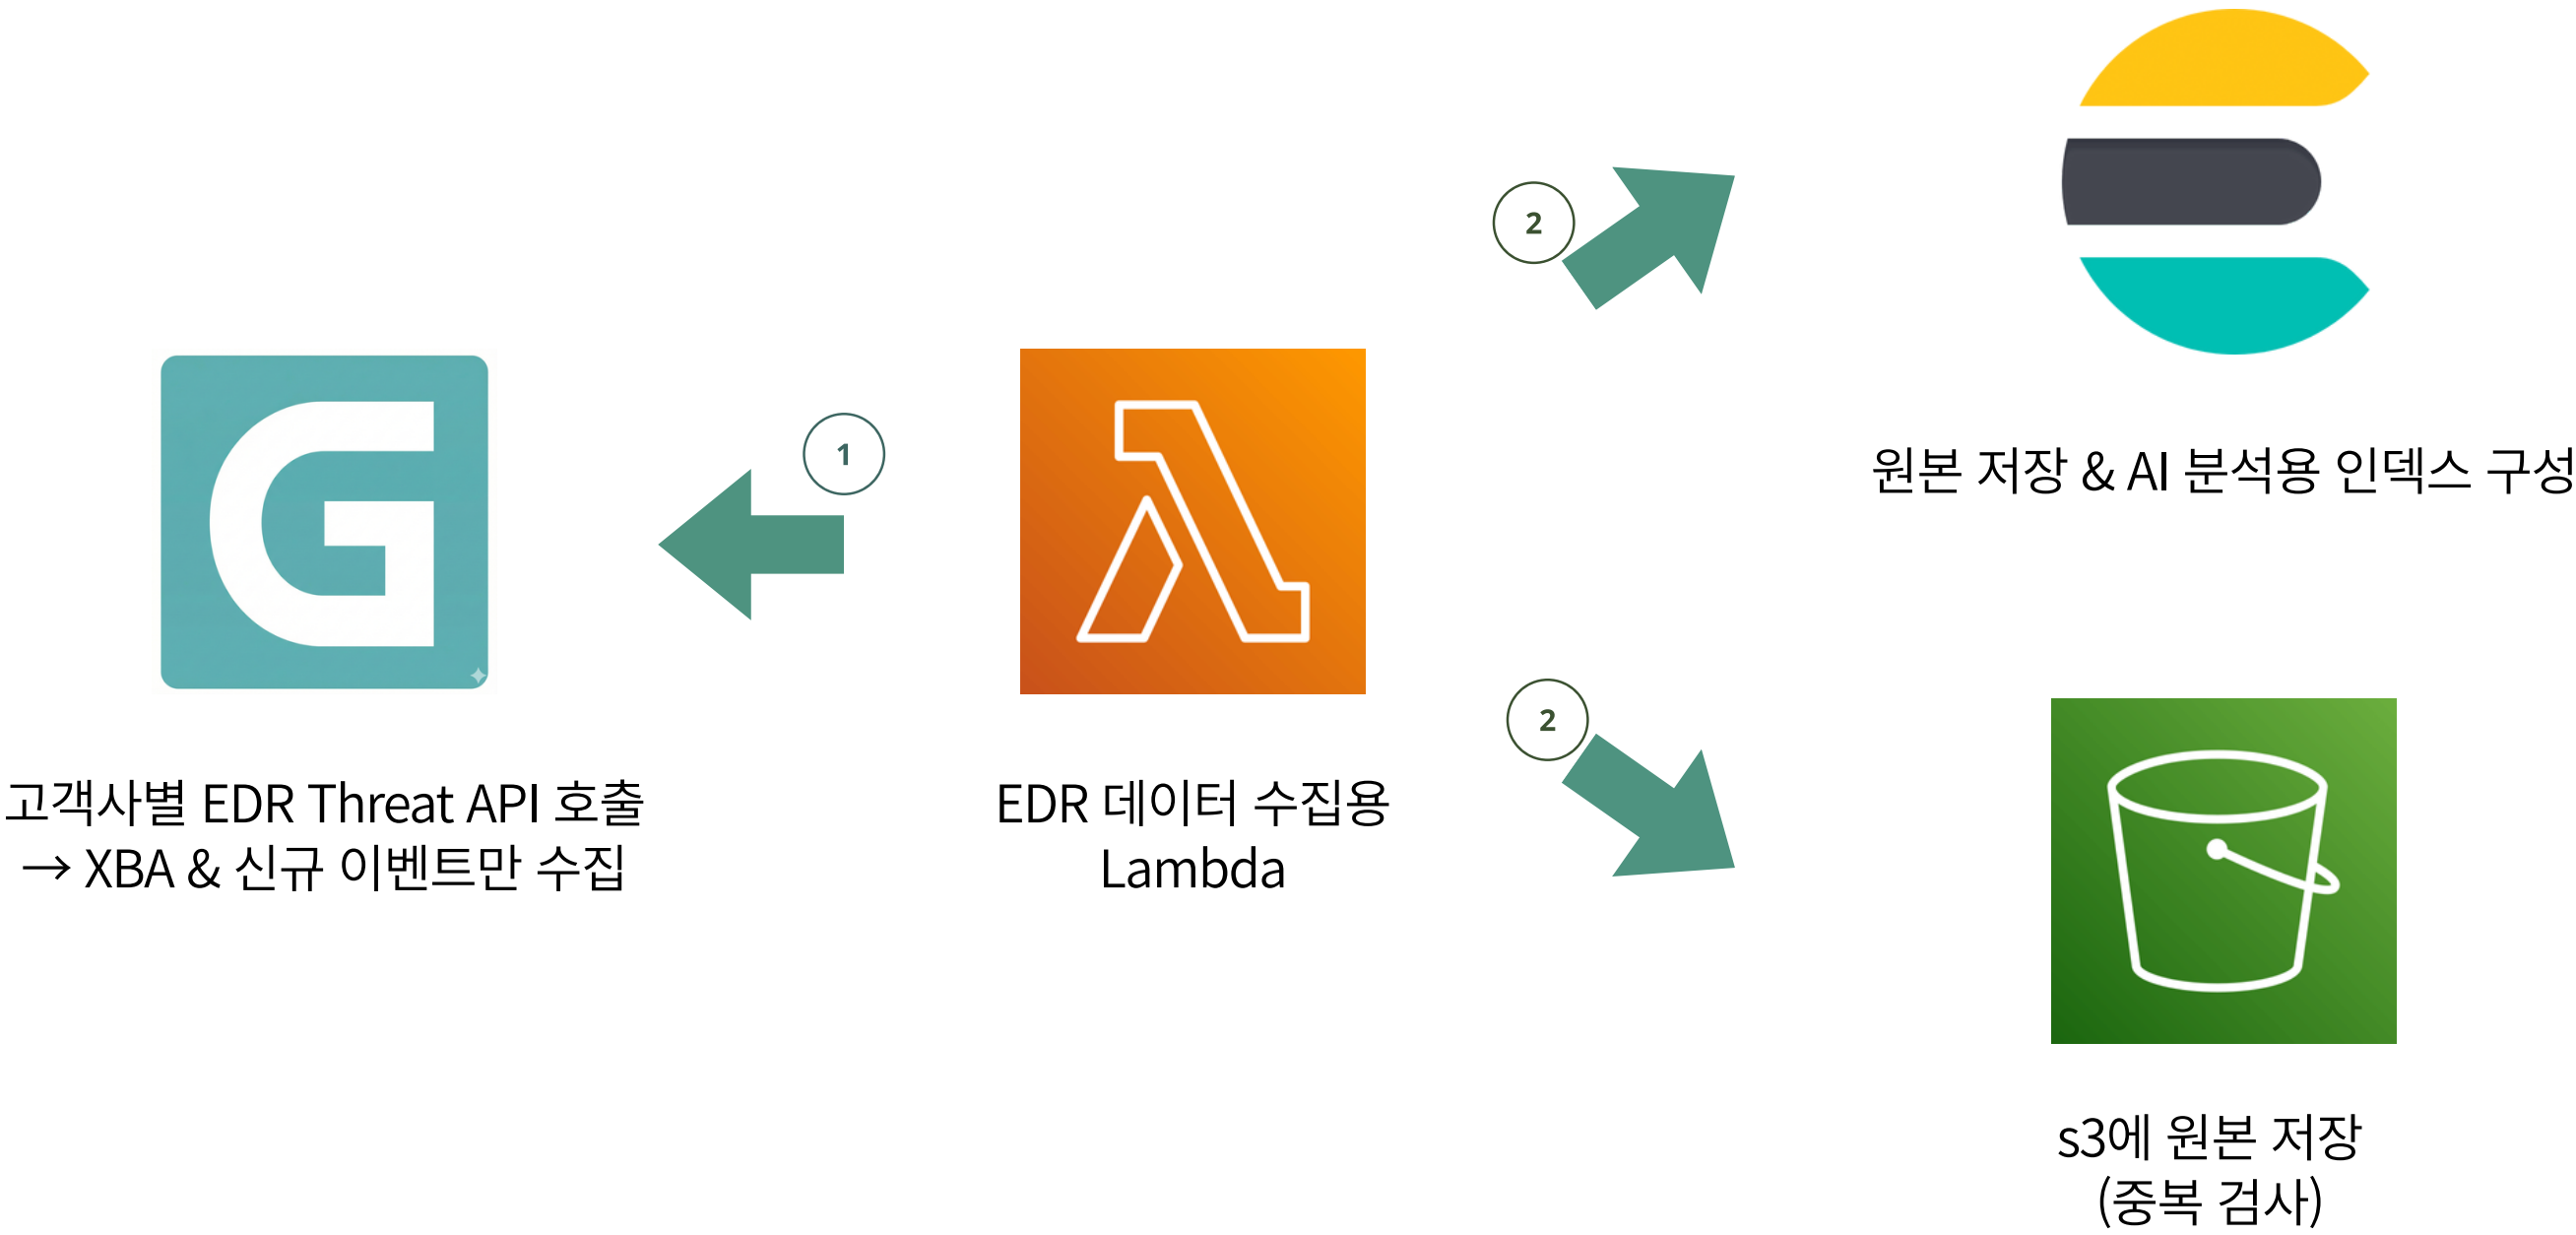 1
고객사별 EDR Threat API 호출
→ XBA & 신규 이벤트만 수집
EDR 데이터 수집용
Lambda
2
원본 저장 & AI 분석용 인덱스 구성
2
s3에 원본 저장
(중복 검사)